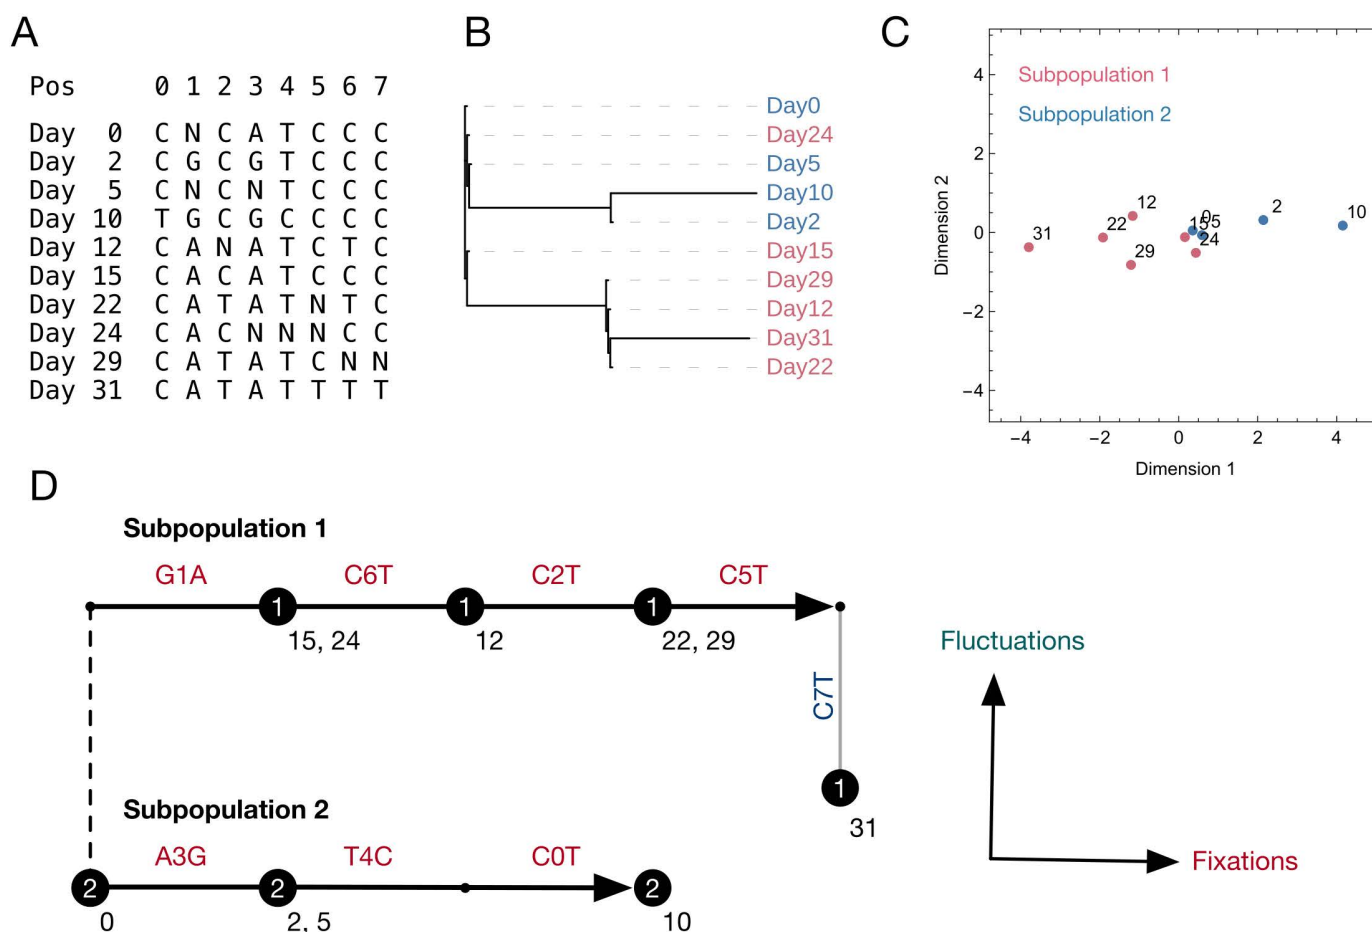 A
Pos 0 1 2 3 4 5 6 7
Day 0 C N C A T C C C
Day 2 C G C G T C C C
Day 5 C N C N T C C C
Day 10 T G C G C C C C
Day 12 C A N A T C T C
Day 15 C A C A T C C C
Day 22 C A T A T N T C
Day 24 C A C N N N C C
Day 29 C A T A T C N N
Day 31 C A T A T T T T
B
Day0
Day24
Day5
Day10
Day2
Day15
Day29
Day12
Day31
Day22
C
Subpopulation 1
Subpopulation 2
Dimension 2
4
2
0
−2
−4
31
22
12
29
15
0
5
24
2
10
−4 −2 0 2 4
Dimension 1
D
Subpopulation 1
G1A C6T C2T C5T
1 1 1
15, 24 12 22, 29
C7T
1
31
Subpopulation 2
A3G T4C C0T
2 2 2
0 2, 5 10
Fluctuations
Fixations